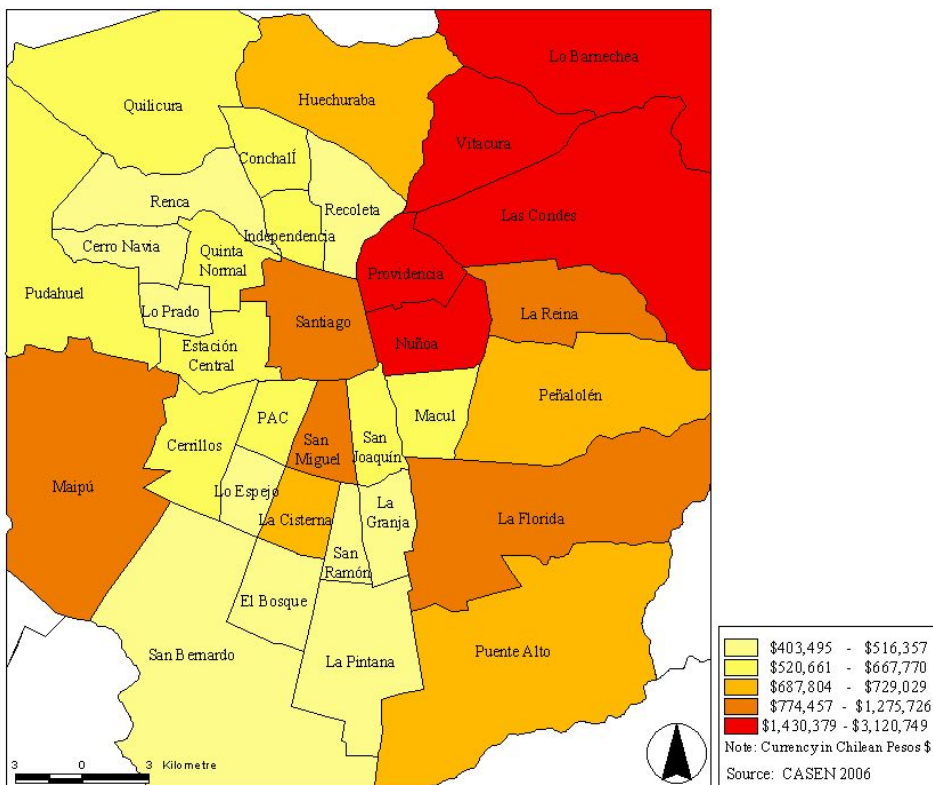 Lo Barnechea
Quilicura
Huechuraba
Vitacura
ConchalÍ
Renca
Recoleta
Las Condes
Independencia
Cerro Navia
Quinta
Normal
Providencia
Pudahuel
Lo Prado
Santiago
La Reina
Estación
Central
Nuñoa
Peñalolén
PAC
Macul
Cerrillos
San
Miguel
San
Joaquín
Maipú
Lo Espejo
La
Granja
La Cisterna
La Florida
San
Ramón
El Bosque
San Bernardo
La Pintana
Puente Alto
3 0 3 Kilometre
$403,495 - $516,357
$520,661 - $667,770
$687,804 - $729,029
$774,457 - $1,275,726
$1,430,379 - $3,120,749
Note: Currency in Chilean Pesos $
Source: CASEN 2006